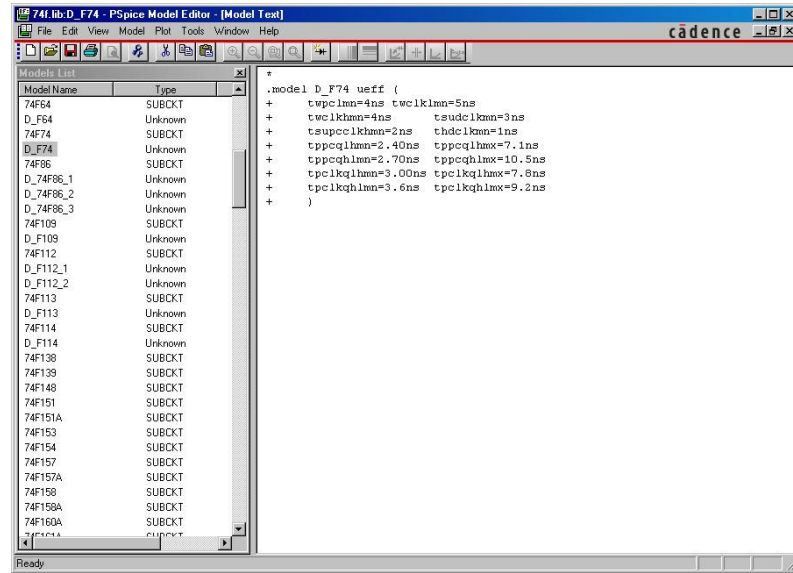 74f.lib:D_F74 - PSpice Model Editor - [Model Text]
File Edit View Model Plot Tools Window Help
cādence
Models List
Model Name Type
74F64 SUBCKT
D_F64 Unknown
74F74 SUBCKT
D_F74 Unknown
74F86 SUBCKT
D_74F86_1 Unknown
D_74F86_2 Unknown
D_74F86_3 Unknown
74F109 SUBCKT
D_F109 Unknown
74F112 SUBCKT
D_F112_1 Unknown
D_F112_2 Unknown
74F113 SUBCKT
D_F113 Unknown
74F114 SUBCKT
D_F114 Unknown
74F138 SUBCKT
74F139 SUBCKT
74F148 SUBCKT
74F151 SUBCKT
74F151A SUBCKT
74F153 SUBCKT
74F154 SUBCKT
74F157 SUBCKT
74F157A SUBCKT
74F158 SUBCKT
74F158A SUBCKT
74F160A SUBCKT
*
.model D_F74 ueff (
+ twpclmn=4ns twclklmn=5ns
+ twclkhmn=4ns tsudclkmn=3ns
+ tsupcclkhmn=2ns thdclkmn=1ns
+ tppcqlhmn=2.40ns tppcqlhmx=7.1ns
+ tppcqhlmn=2.70ns tppcqhlmx=10.5ns
+ tpclkqlhmn=3.00ns tpclkqlhmx=7.8ns
+ tpclkqhlmn=3.6ns tpclkqhlmx=9.2ns
+ )
Ready